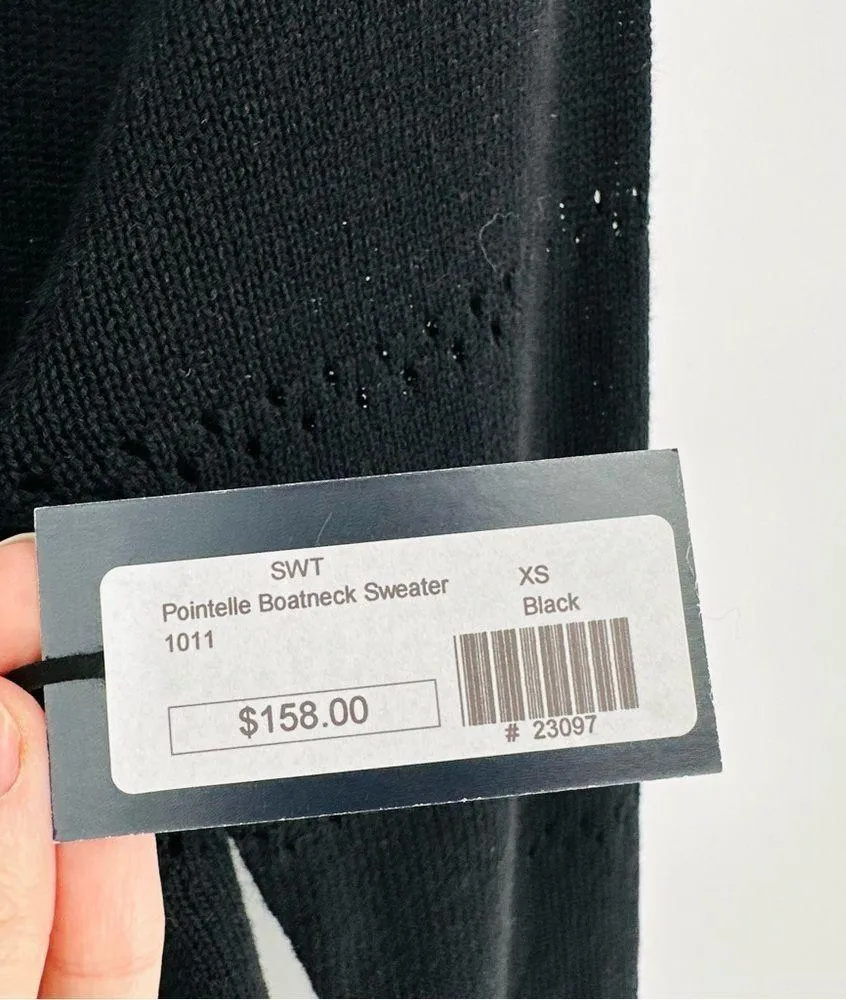 SWT
Pointelle Boatneck Sweater
1011
XS
Black
$158.00
# 23097